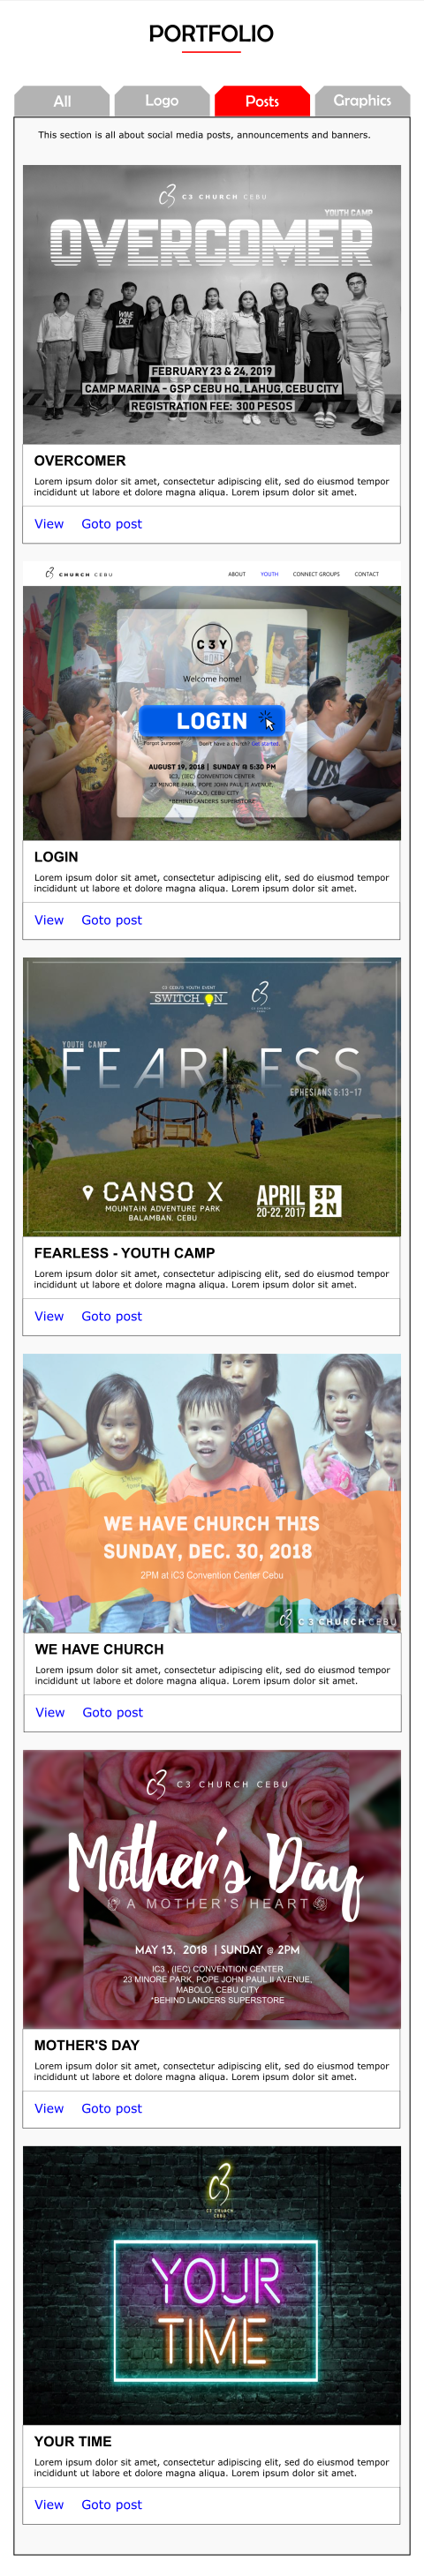 PORTFOLIO
All
Logo
Posts
Graphics
This section is all about social media posts, announcements and banners.
C3 CHURCH CEBU
YOUTH CAMP
OVERCOMER
WINE
DIET
FEBRUARY 23 & 24, 2019
CAMP MARINA - GSP CEBU HQ, LAHUG, CEBU CITY
REGISTRATION FEE: 300 PESOS
OVERCOMER
Lorem ipsum dolor sit amet, consectetur adipiscing elit, sed do eiusmod tempor
incididunt ut labore et dolore magna aliqua. Lorem ipsum dolor sit amet.
View Goto post
C3 CHURCH CEBU
ABOUT YOUTH CONNECT GROUPS CONTACT
C3Y
Welcome home!
LOGIN
Forgot purpose? Don't have a church? Get started.
AUGUST 19, 2018 | SUNDAY @ 5:30 PM
IC3, (IEC) CONVENTION CENTER
23 MINORE PARK, POPE JOHN PAUL II AVENUE,
MABOLO, CEBU CITY
*BEHIND LANDERS SUPERSTORE
LOGIN
Lorem ipsum dolor sit amet, consectetur adipiscing elit, sed do eiusmod tempor
incididunt ut labore et dolore magna aliqua. Lorem ipsum dolor sit amet.
View Goto post
C3 CEBU'S YOUTH EVENT
SWITCH ON
C3 CHURCH
CEBU
YOUTH CAMP
FEARLESS
EPHESIANS 6:13-17
CANSO X
MOUNTAIN ADVENTURE PARK
BALAMBAN, CEBU
APRIL
20-22, 2017
3D
2N
FEARLESS - YOUTH CAMP
Lorem ipsum dolor sit amet, consectetur adipiscing elit, sed do eiusmod tempor
incididunt ut labore et dolore magna aliqua. Lorem ipsum dolor sit amet.
View Goto post
WE HAVE CHURCH THIS
SUNDAY, DEC. 30, 2018
2PM at iC3 Convention Center Cebu
C3 CHURCH CEBU
WE HAVE CHURCH
Lorem ipsum dolor sit amet, consectetur adipiscing elit, sed do eiusmod tempor
incididunt ut labore et dolore magna aliqua. Lorem ipsum dolor sit amet.
View Goto post
C3 CHURCH CEBU
Mother's Day
A MOTHER'S HEART
MAY 13, 2018 | SUNDAY @ 2PM
IC3 , (IEC) CONVENTION CENTER
23 MINORE PARK, POPE JOHN PAUL II AVENUE,
MABOLO, CEBU CITY
*BEHIND LANDERS SUPERSTORE
MOTHER'S DAY
Lorem ipsum dolor sit amet, consectetur adipiscing elit, sed do eiusmod tempor
incididunt ut labore et dolore magna aliqua. Lorem ipsum dolor sit amet.
View Goto post
C3 CHURCH
CEBU
YOUR
TIME
YOUR TIME
Lorem ipsum dolor sit amet, consectetur adipiscing elit, sed do eiusmod tempor
incididunt ut labore et dolore magna aliqua. Lorem ipsum dolor sit amet.
View Goto post